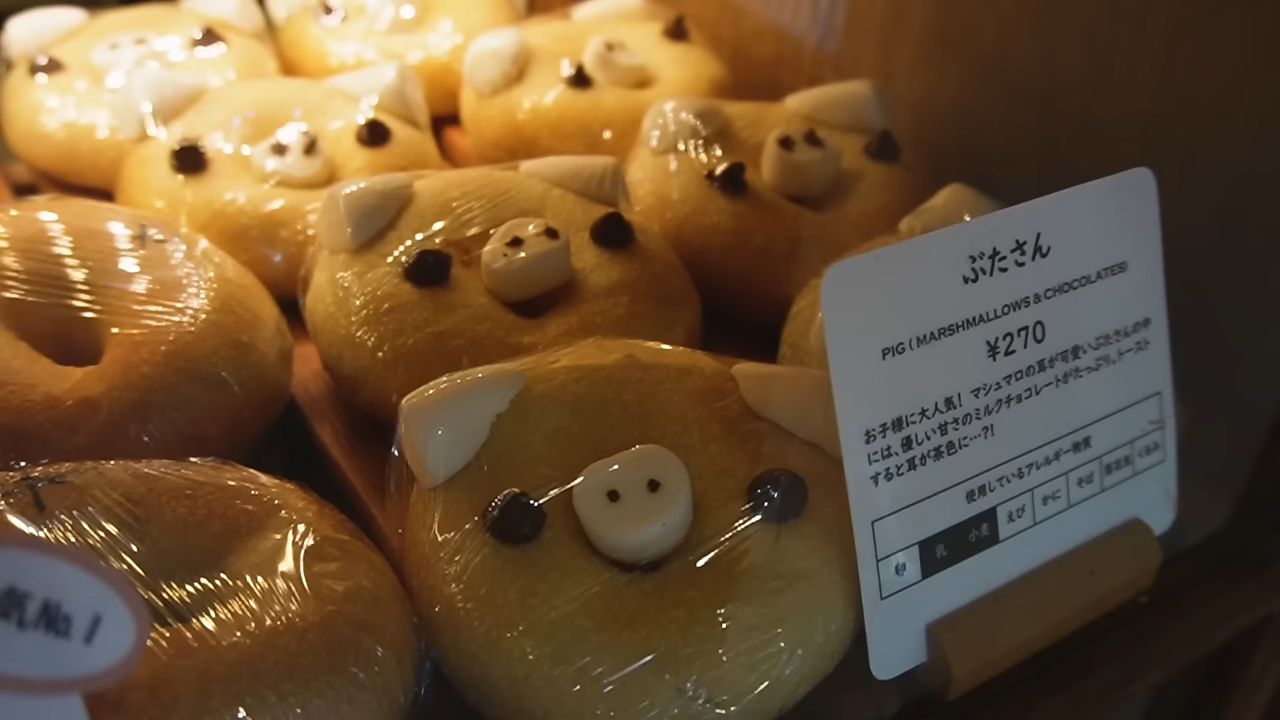 ぶたさん
PIG ( MARSHMALLOWS & CHOCOLATES)
¥270
お子様に大人気！ マシュマロの耳が可愛いぶたさんの中
には、優しい甘さのミルクチョコレートがたっぷり。トースト
すると耳が茶色に…?!
使用しているアレルギー物質
卵 乳 小麦 えび かに そば 落花生 くるみ
気No.1